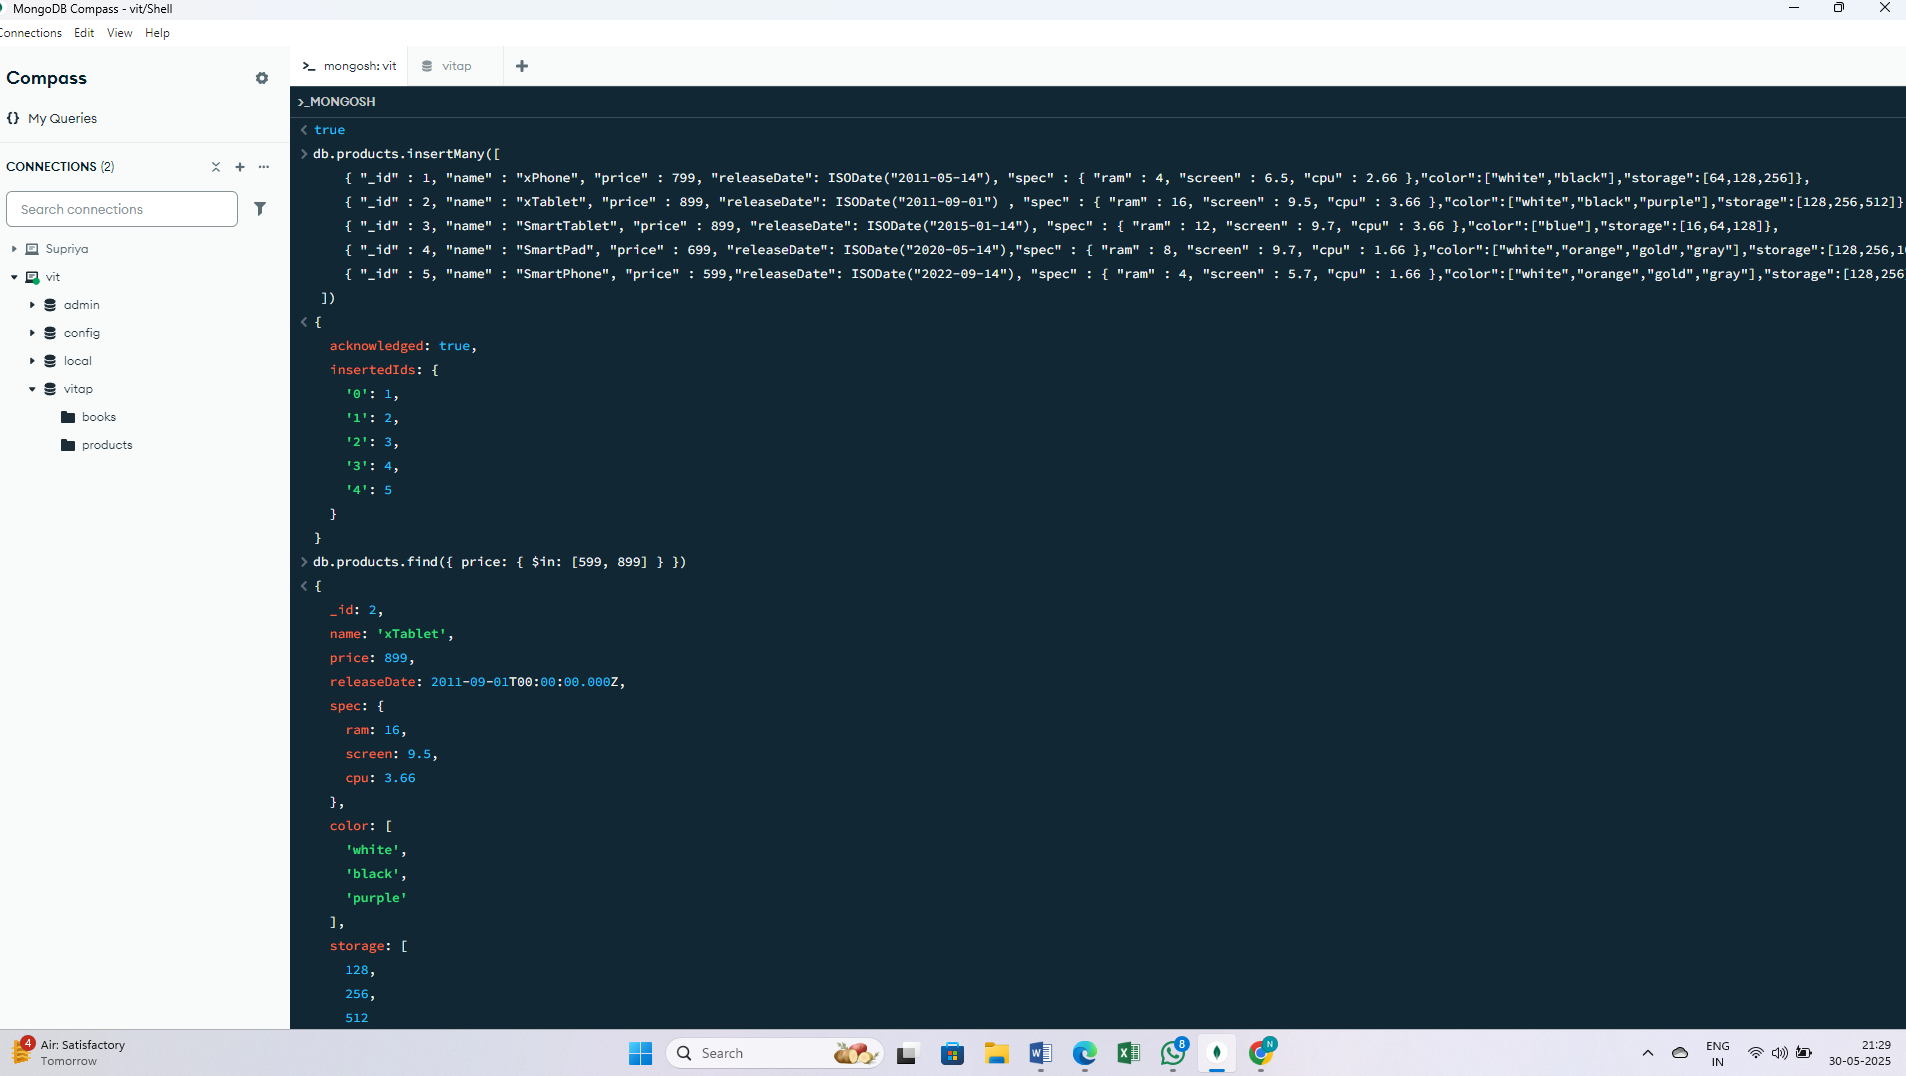 MongoDB Compass - vit/Shell
Connections Edit View Help
Compass
My Queries
CONNECTIONS (2)
Search connections
Supriya
vit
admin
config
local
vitap
books
products
>_ mongosh: vit
vitap
>_MONGOSH
< true
> db.products.insertMany([
{ "_id" : 1, "name" : "xPhone", "price" : 799, "releaseDate": ISODate("2011-05-14"), "spec" : { "ram" : 4, "screen" : 6.5, "cpu" : 2.66 },"color":["white","black"],"storage":[64,128,256]},
{ "_id" : 2, "name" : "xTablet", "price" : 899, "releaseDate": ISODate("2011-09-01") , "spec" : { "ram" : 16, "screen" : 9.5, "cpu" : 3.66 },"color":["white","black","purple"],"storage":[128,256,512]}
{ "_id" : 3, "name" : "SmartTablet", "price" : 899, "releaseDate": ISODate("2015-01-14"), "spec" : { "ram" : 12, "screen" : 9.7, "cpu" : 3.66 },"color":["blue"],"storage":[16,64,128]},
{ "_id" : 4, "name" : "SmartPad", "price" : 699, "releaseDate": ISODate("2020-05-14"),"spec" : { "ram" : 8, "screen" : 9.7, "cpu" : 1.66 },"color":["white","orange","gold","gray"],"storage":[128,256,10
{ "_id" : 5, "name" : "SmartPhone", "price" : 599,"releaseDate": ISODate("2022-09-14"), "spec" : { "ram" : 4, "screen" : 5.7, "cpu" : 1.66 },"color":["white","orange","gold","gray"],"storage":[128,256
])
< {
acknowledged: true,
insertedIds: {
'0': 1,
'1': 2,
'2': 3,
'3': 4,
'4': 5
}
}
> db.products.find({ price: { $in: [599, 899] } })
< {
_id: 2,
name: 'xTablet',
price: 899,
releaseDate: 2011-09-01T00:00:00.000Z,
spec: {
ram: 16,
screen: 9.5,
cpu: 3.66
},
color: [
'white',
'black',
'purple'
],
storage: [
128,
256,
512
4
Air: Satisfactory
Tomorrow
Search
8
N
ENG
IN
21:29
30-05-2025